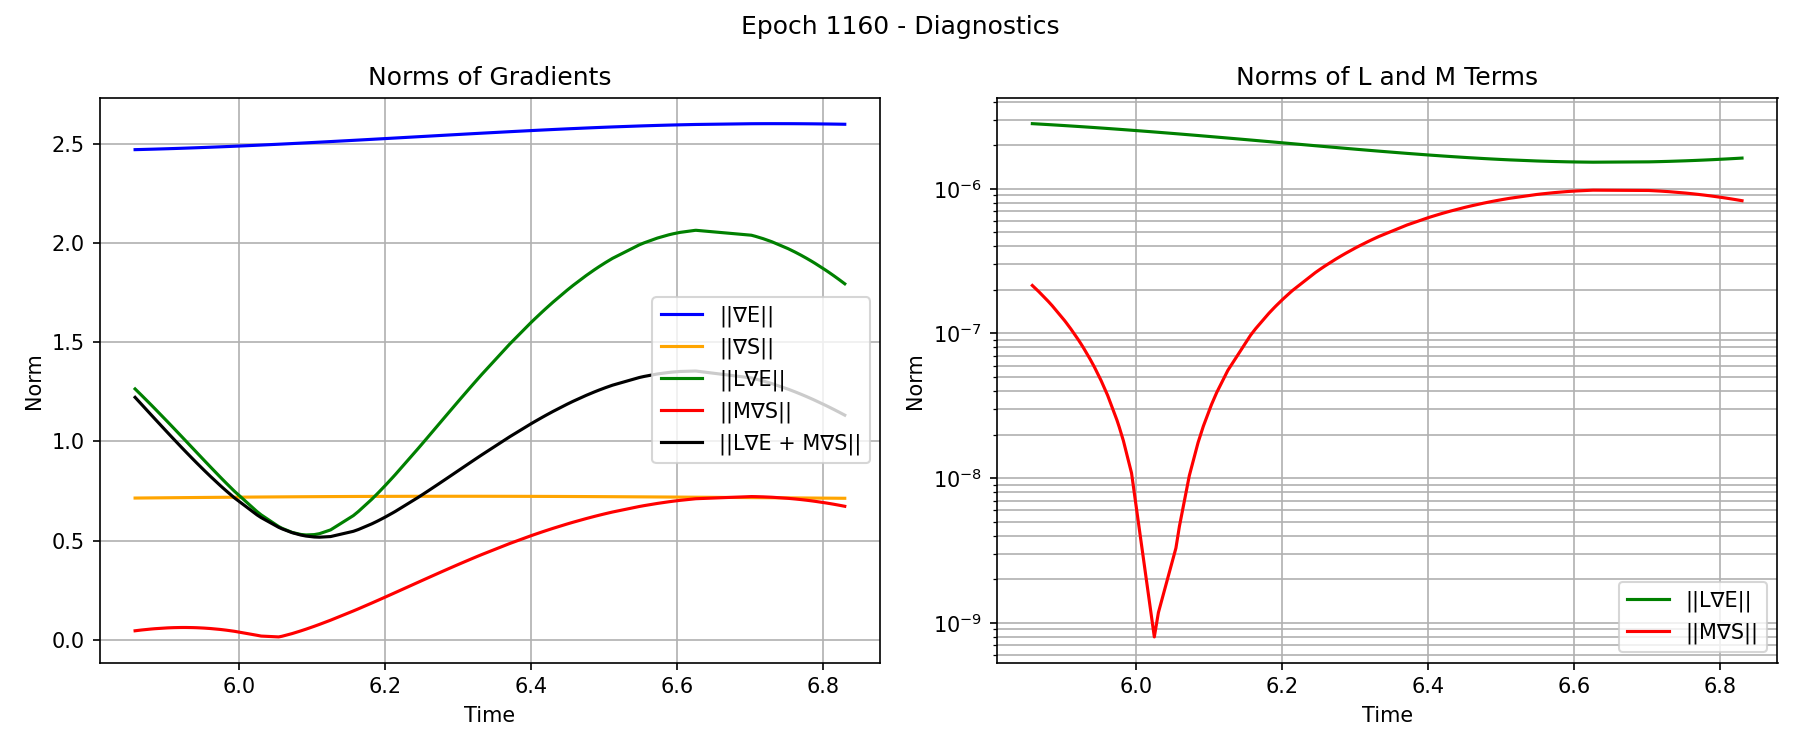 Epoch 1160 - Diagnostics
Norms of Gradients
Norm
2.5
2.0
1.5
1.0
0.5
0.0
||∇E||
||∇S||
||L∇E||
||M∇S||
||L∇E + M∇S||
6.0 6.2 6.4 6.6 6.8
Time
Norms of L and M Terms
Norm
10⁻⁶
10⁻⁷
10⁻⁸
10⁻⁹
||L∇E||
||M∇S||
6.0 6.2 6.4 6.6 6.8
Time